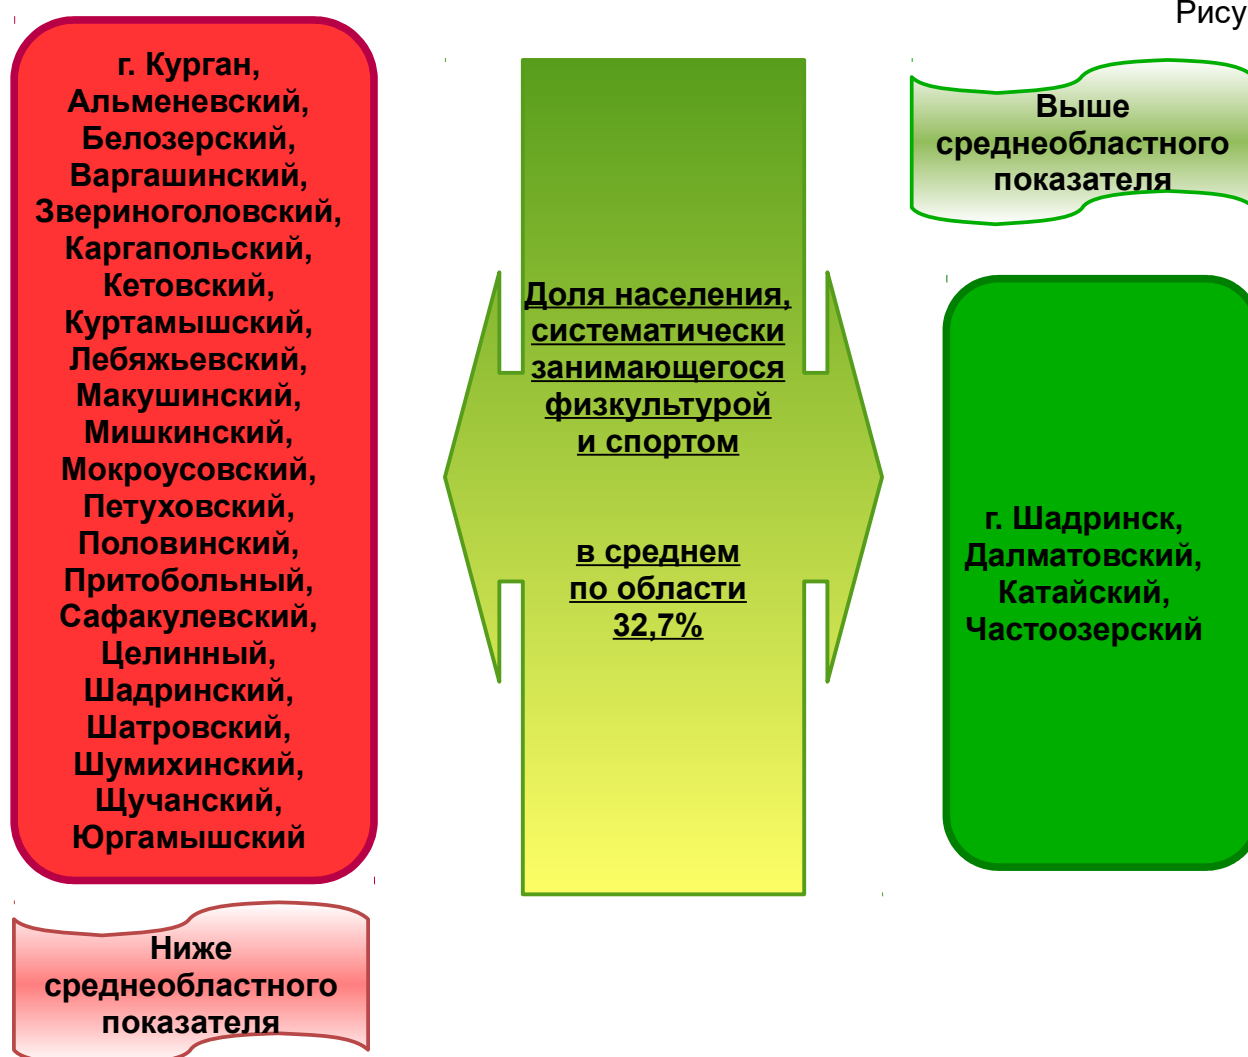 Рису
г. Курган,
Альменевский,
Белозерский,
Варгашинский,
Звериноголовский,
Каргапольский,
Кетовский,
Куртамышский,
Лебяжьевский,
Макушинский,
Мишкинский,
Мокроусовский,
Петуховский,
Половинский,
Притобольный,
Сафакулевский,
Целинный,
Шадринский,
Шатровский,
Шумихинский,
Щучанский,
Юргамышский
Ниже
среднеобластного
показателя
Доля населения,
систематически
занимающегося
физкультурой
и спортом
в среднем
по области
32,7%
Выше
среднеобластного
показателя
г. Шадринск,
Далматовский,
Катайский,
Частоозерский